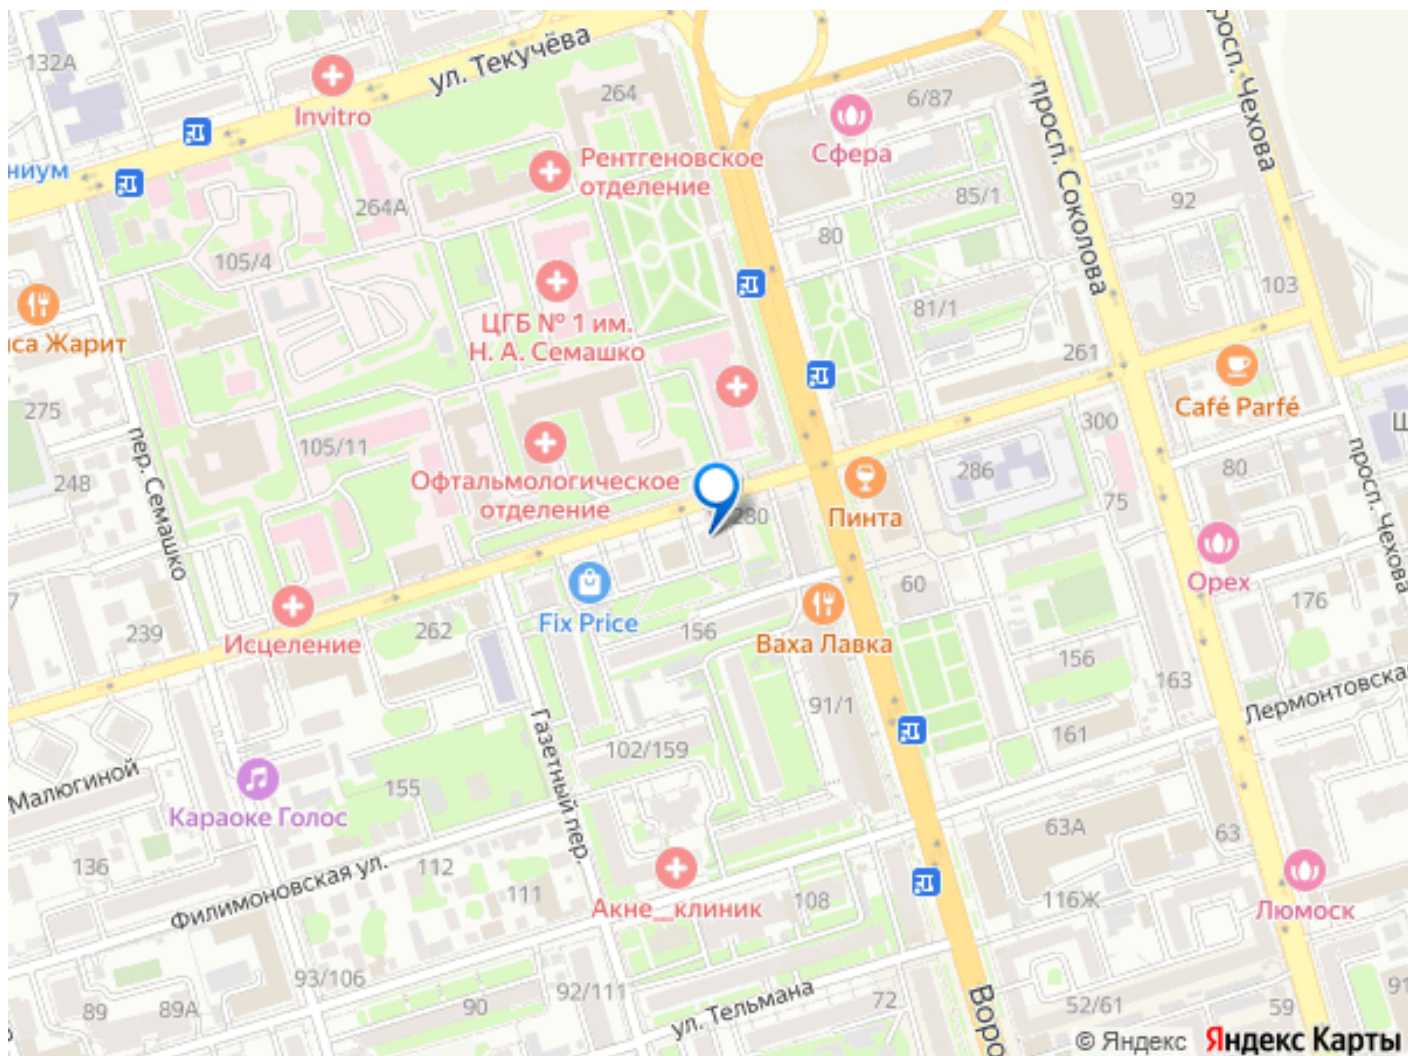 132А
Invitro
ул. Текучёва
264
6/87
Сфера
просп. Соколова
просп. Чехова
ниум
Рентгеновское
отделение
264А
85/1
92
80
105/4
ЦГБ № 1 им.
Н. А. Семашко
81/1
103
са Жарит
261
Café Parfé
275
105/11
300
пер. Семашко
248
Офтальмологическое
отделение
280
Пинта
286
80
75
просп. Чехова
Орех
Fix Price
60
176
239
Исцеление
262
156
Ваха Лавка
156
163
Лермонтовская
91/1
161
Газетный пер.
102/159
Малюгиной
155
Караоке Голос
63А
63
136
Филимоновская ул.
112
111
Акне__клиник
108
116Ж
Люмоск
93/106
90
92/111
ул. Тельмана
72
Воро
52/61
59
91
89
89А
© Яндекс Яндекс Карты